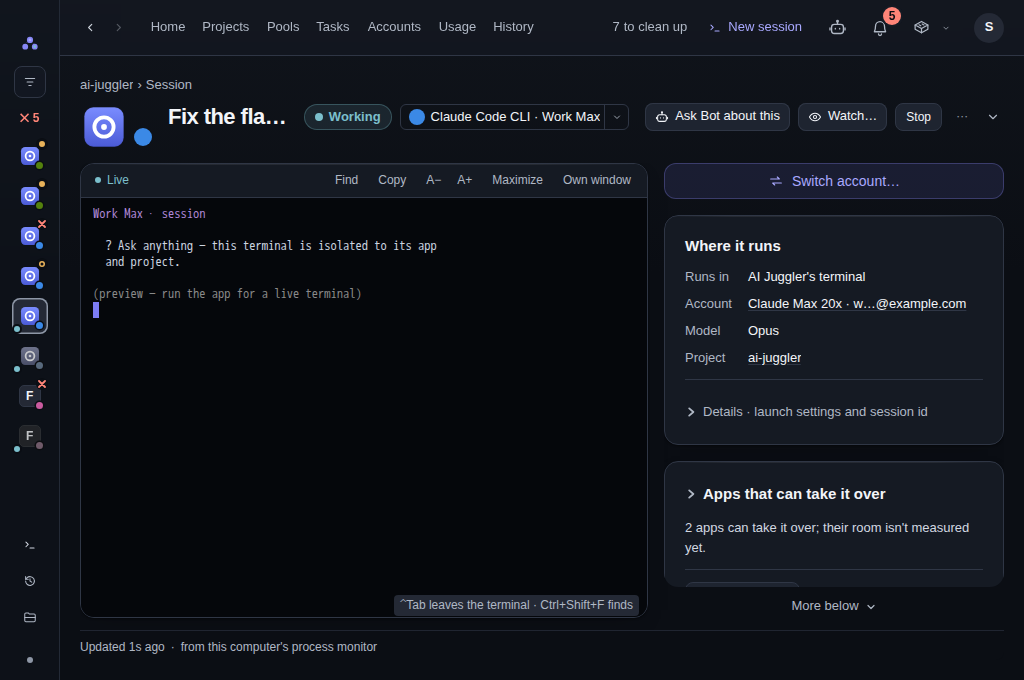 Home Projects Pools Tasks Accounts Usage History 7 to clean up New session 5 S
5
ai-juggler › Session
Fix the fla… Working Claude Code CLI · Work Max Ask Bot about this Watch… Stop ···
Live Find Copy A− A+ Maximize Own window
Work Max · session
? Ask anything — this terminal is isolated to its app
and project.
(preview — run the app for a live terminal)
^Tab leaves the terminal · Ctrl+Shift+F finds
Switch account…
Where it runs
Runs in AI Juggler's terminal
Account Claude Max 20x · w…@example.com
Model Opus
Project ai-juggler
Details · launch settings and session id
Apps that can take it over
2 apps can take it over; their room isn't measured
yet.
More below
F
F
Updated 1s ago · from this computer's process monitor